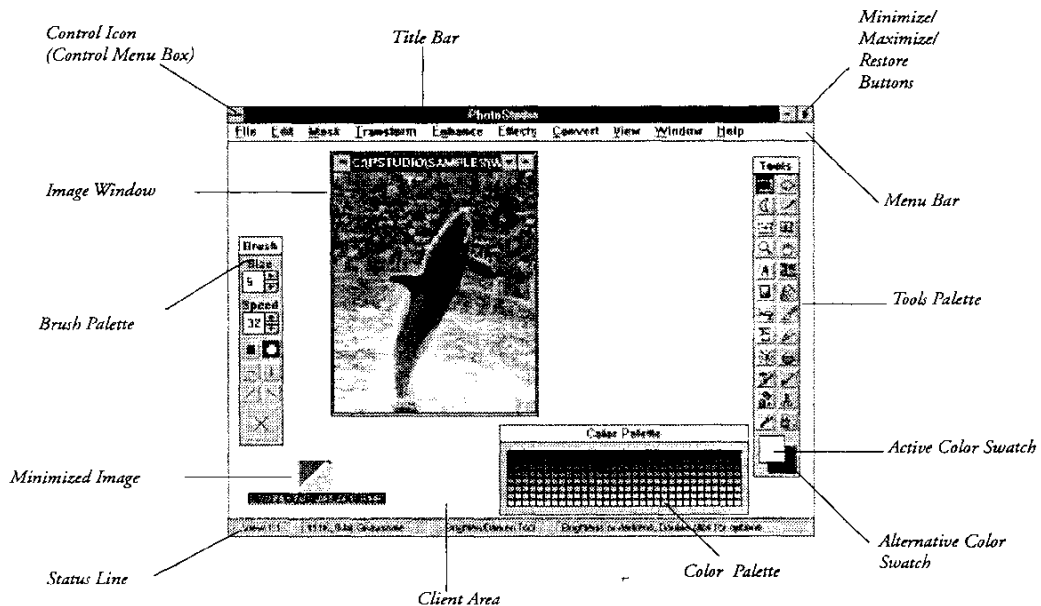 Control Icon
(Control Menu Box)
Title Bar
Minimize/
Maximize/
Restore
Buttons
PhotoStudio
File Edit Mask Transform Enhance Effects Convert View Window Help
C:\PSTUDIO\SAMPLES\W
Tools
Image Window
Menu Bar
Brush
Size
5
Speed
32
Tools Palette
Brush Palette
Color Palette
Active Color Swatch
Minimized Image
Alternative Color
Swatch
Color Palette
Status Line
Client Area